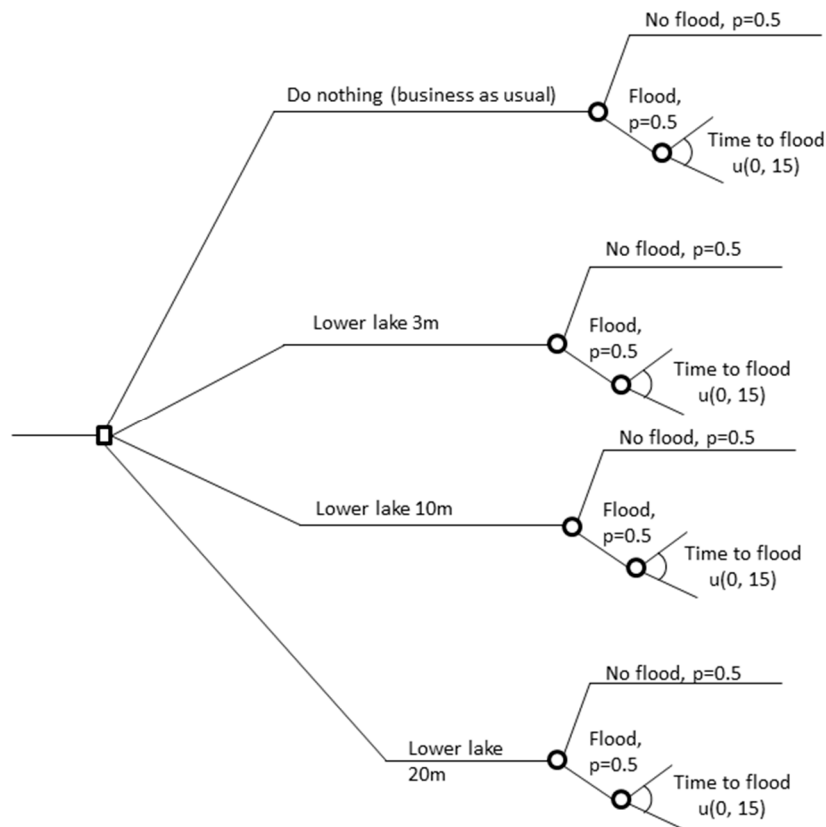 No flood, p=0.5
Do nothing (business as usual)
Flood,
p=0.5
Time to flood
u(0, 15)
No flood, p=0.5
Lower lake 3m
Flood,
p=0.5
Time to flood
u(0, 15)
No flood, p=0.5
Lower lake 10m
Flood,
p=0.5
Time to flood
u(0, 15)
No flood, p=0.5
Lower lake
20m
Flood,
p=0.5
Time to flood
u(0, 15)